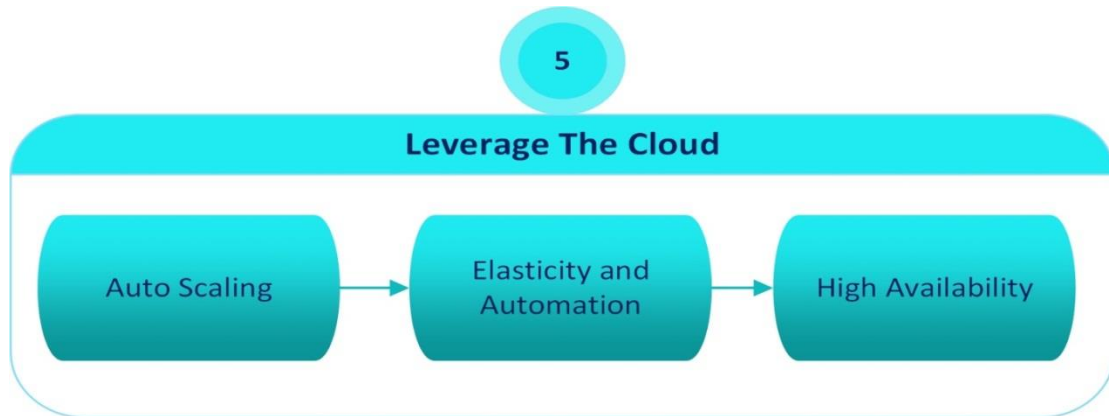 5
Leverage The Cloud
Auto Scaling
Elasticity and
Automation
High Availability